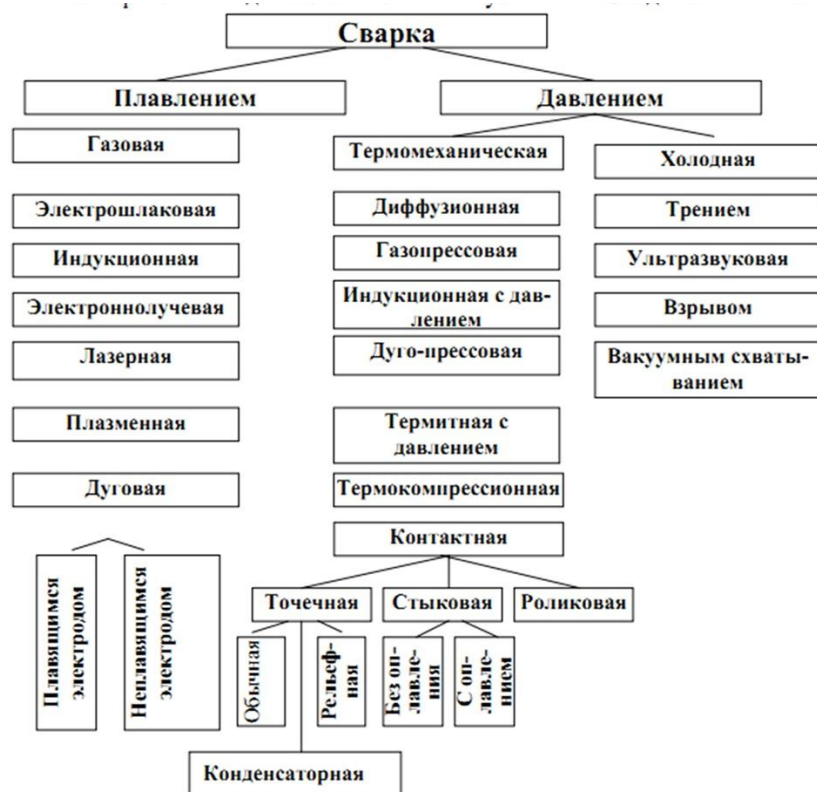 Сварка
Плавлением
Давлением
Газовая
Термомеханическая
Холодная
Электрошлаковая
Диффузионная
Трением
Индукционная
Газопрессовая
Ультразвуковая
Электроннолучевая
Индукционная с дав-
лением
Взрывом
Лазерная
Дуго-прессовая
Вакуумным схваты-
ванием
Плазменная
Термитная с
давлением
Дуговая
Термокомпрессионная
Контактная
Плавящимся
электродом
Неплавящимся
электродом
Точечная
Стыковая
Роликовая
Обычная
Рельеф-
ная
Без оп-
лавле-
ния
С оп-
лавле-
нием
Конденсаторная